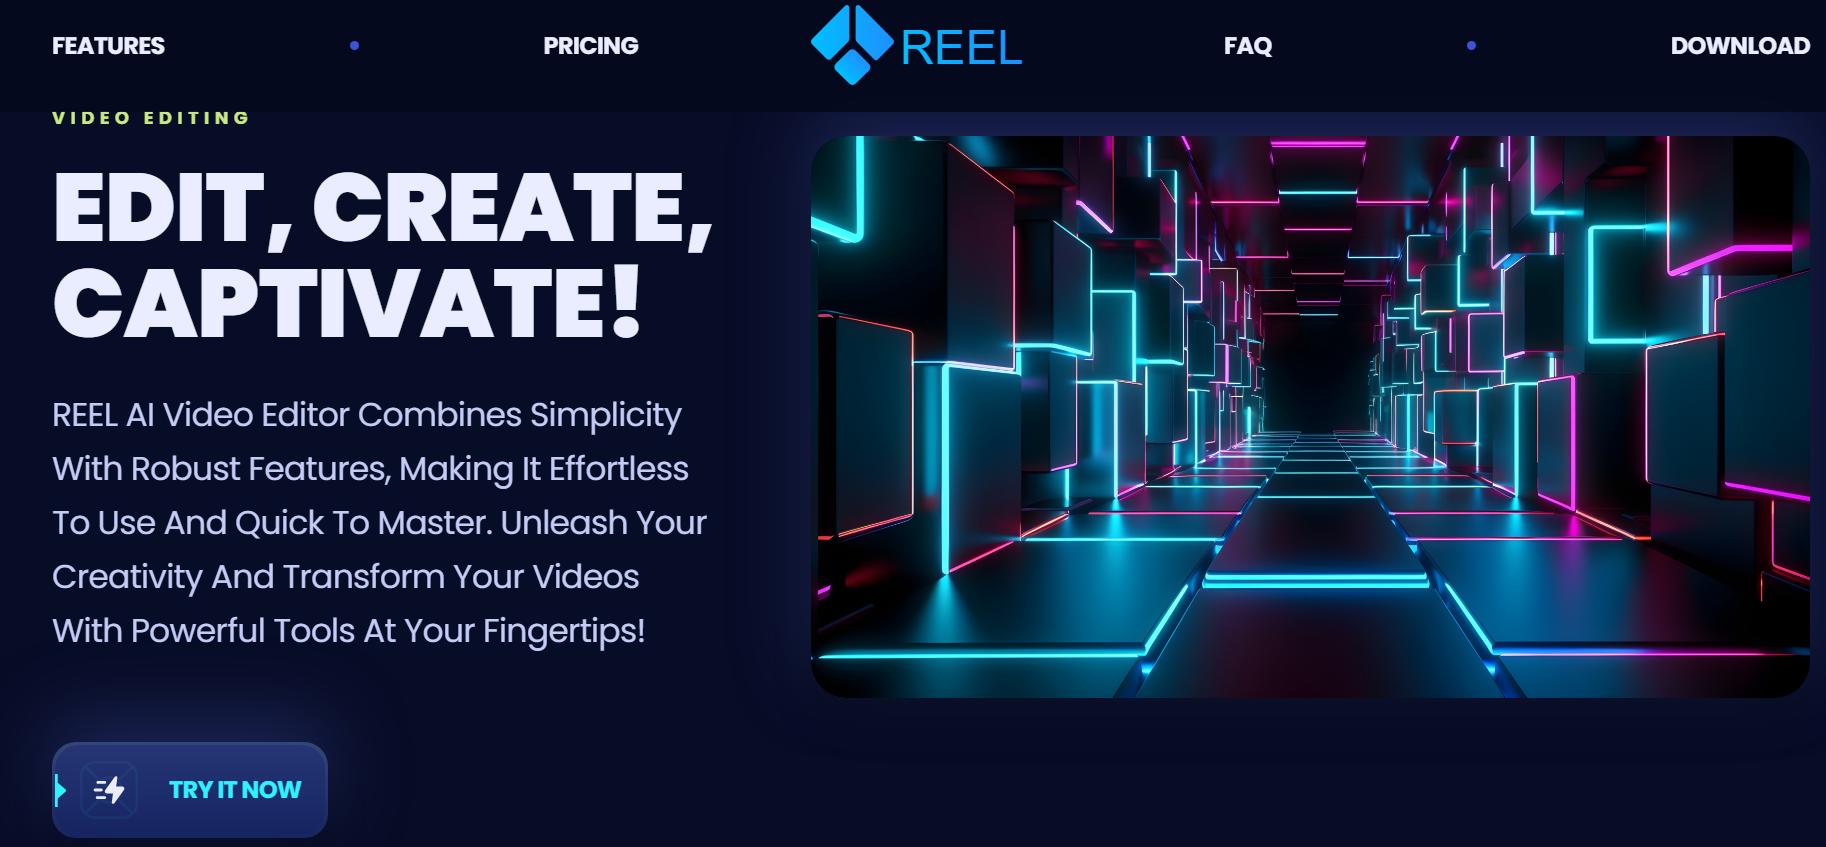 FEATURES
PRICING
REEL
FAQ
DOWNLOAD
VIDEO EDITING
EDIT, CREATE,
CAPTIVATE!
REEL AI Video Editor Combines Simplicity
With Robust Features, Making It Effortless
To Use And Quick To Master. Unleash Your
Creativity And Transform Your Videos
With Powerful Tools At Your Fingertips!
TRY IT NOW